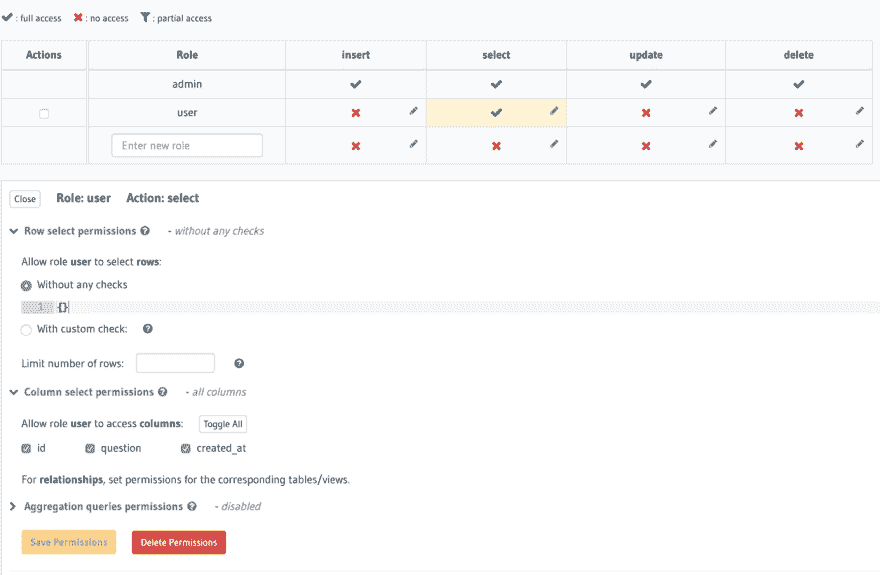 : full access : no access : partial access
Actions Role insert select update delete
admin
user
Enter new role
Close Role: user Action: select
Row select permissions - without any checks
Allow role user to select rows:
Without any checks
1 {}
With custom check:
Limit number of rows:
Column select permissions - all columns
Allow role user to access columns: Toggle All
id question created_at
For relationships, set permissions for the corresponding tables/views.
Aggregation queries permissions - disabled
Save Permissions Delete Permissions